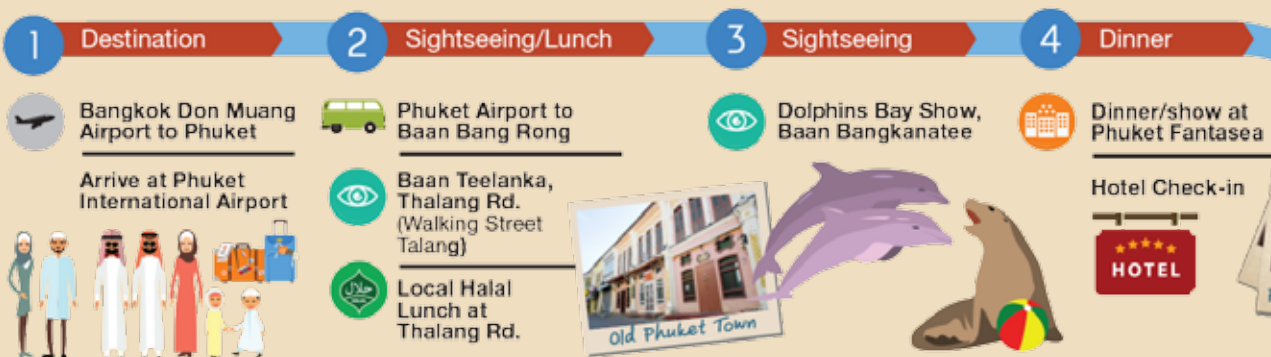 1 Destination
Bangkok Don Muang
Airport to Phuket
Arrive at Phuket
International Airport
2 Sightseeing/Lunch
Phuket Airport to
Baan Bang Rong
Baan Teelanka,
Thalang Rd.
(Walking Street
Talang)
حلال
Local Halal
Lunch at
Thalang Rd.
Old Phuket Town
3 Sightseeing
Dolphins Bay Show,
Baan Bangkanatee
4 Dinner
Dinner/show at
Phuket Fantasea
Hotel Check-in
HOTEL